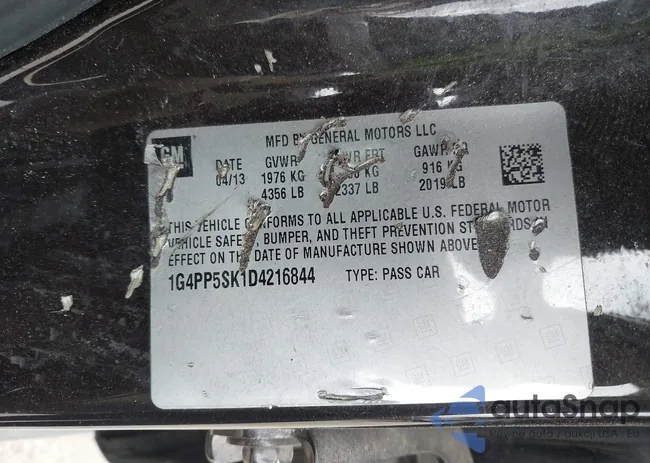 MFD BY GENERAL MOTORS LLC
GM
DATE GVWR GAWR
04/13 1976 KG KG 916
4356 LB 2337 LB 2019 LB
THIS VEHICLE CONFORMS TO ALL APPLICABLE U.S. FEDERAL MOTOR
VEHICLE SAFETY, BUMPER, AND THEFT PREVENTION STANDARDS IN
EFFECT ON THE DATE OF MANUFACTURE SHOWN ABOVE
1G4PP5SK1D4216844 TYPE: PASS CAR
autoSnap